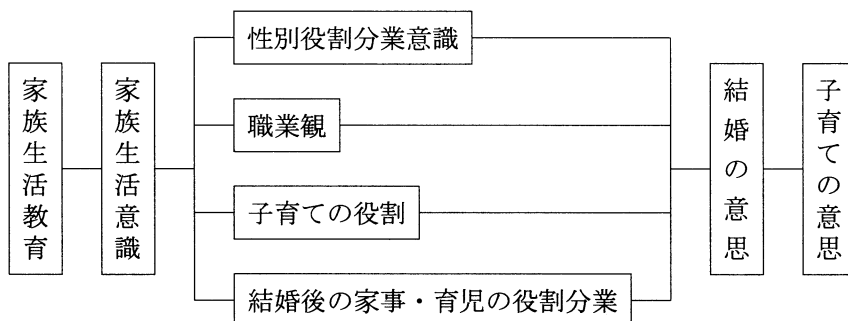 家族生活教育
家族生活意識
性別役割分業意識
職業観
子育ての役割
結婚後の家事・育児の役割分業
結婚の意思
子育ての意思